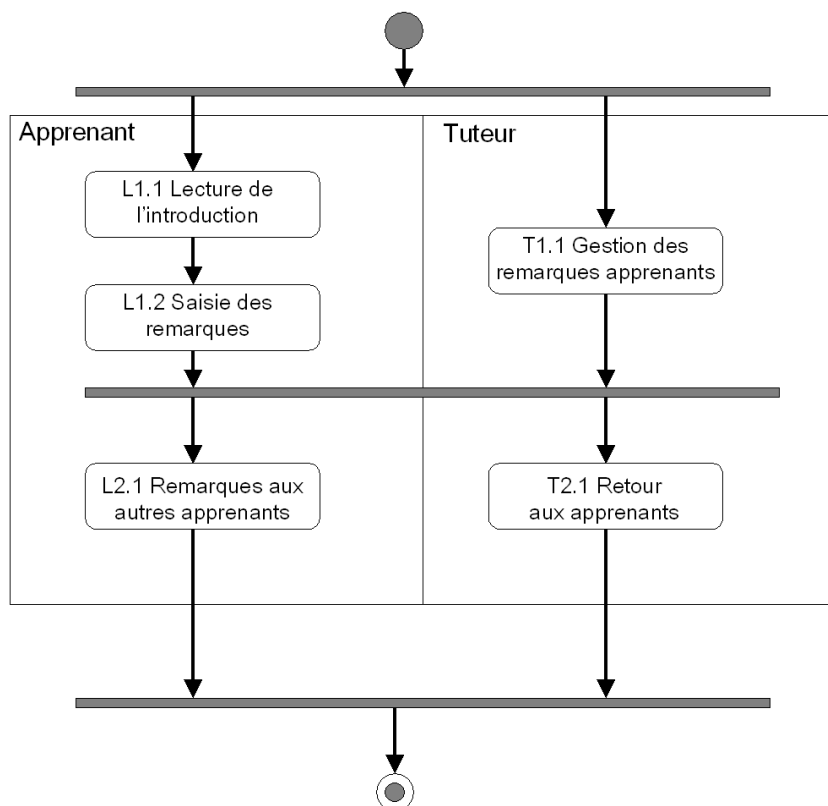 Apprenant
Tuteur
L1.1 Lecture de
l'introduction
T1.1 Gestion des
remarques apprenants
L1.2 Saisie des
remarques
L2.1 Remarques aux
autres apprenants
T2.1 Retour
aux apprenants